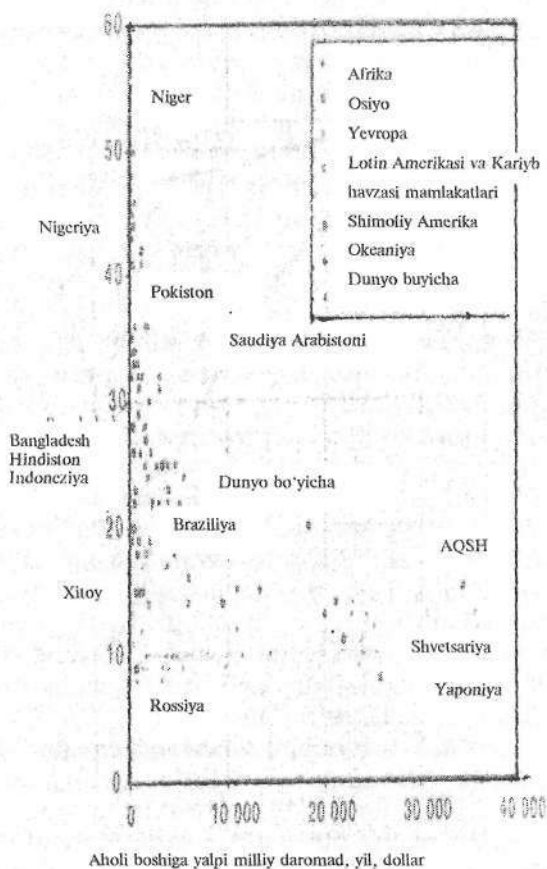 60
Afrika
Niger
Osiyo
Yevropa
50
Lotin Amerikasi va Kariyb
havzasi mamlakatlari
Nigeriya
Shimoliy Amerika
Okeaniya
40
Dunyo buyicha
Pokiston
Saudiya Arabistoni
30
Bangladesh
Hindiston
Indoneziya
Dunyo bo‘yicha
20
Braziliya
AQSH
Xitoy
10
Shvetsariya
Yaponiya
Rossiya
0
0 10 000 20 000 30 000 40 000
Aholi boshiga yalpi milliy daromad, yil, dollar